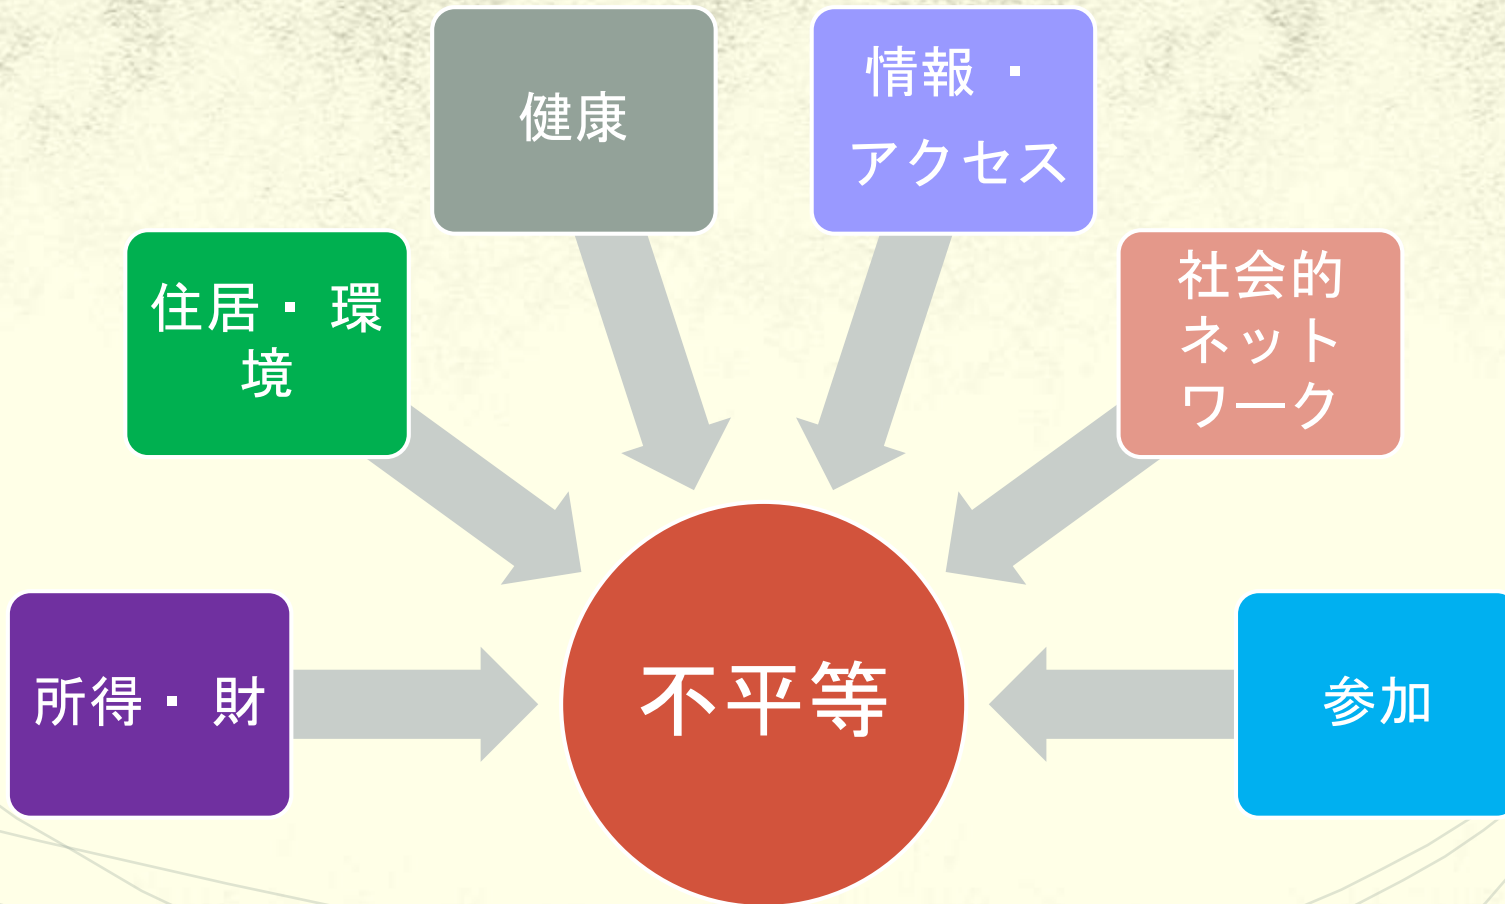 健康
情報・
アクセス
住居・環
境
社会的
ネット
ワーク
所得・財
不平等
参加